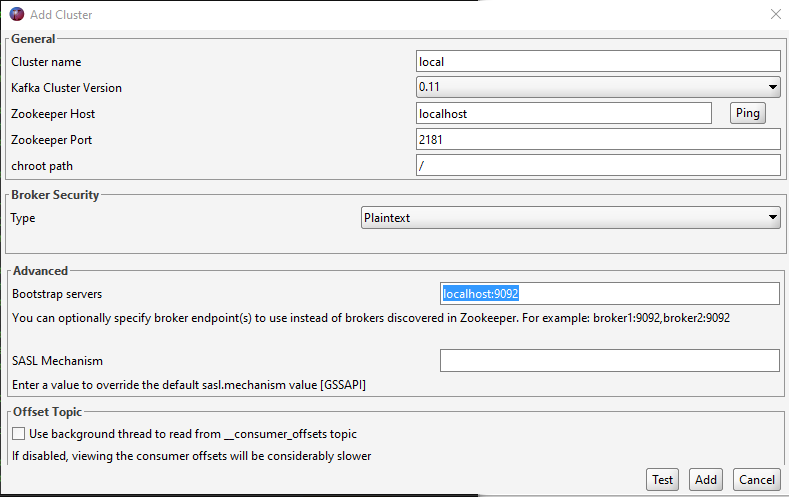 Add Cluster
General
Cluster name local
Kafka Cluster Version 0.11
Zookeeper Host localhost Ping
Zookeeper Port 2181
chroot path /
Broker Security
Type Plaintext
Advanced
Bootstrap servers localhost:9092
You can optionally specify broker endpoint(s) to use instead of brokers discovered in Zookeeper. For example: broker1:9092,broker2:9092
SASL Mechanism
Enter a value to override the default sasl.mechanism value [GSSAPI]
Offset Topic
Use background thread to read from __consumer_offsets topic
If disabled, viewing the consumer offsets will be considerably slower
Test Add Cancel